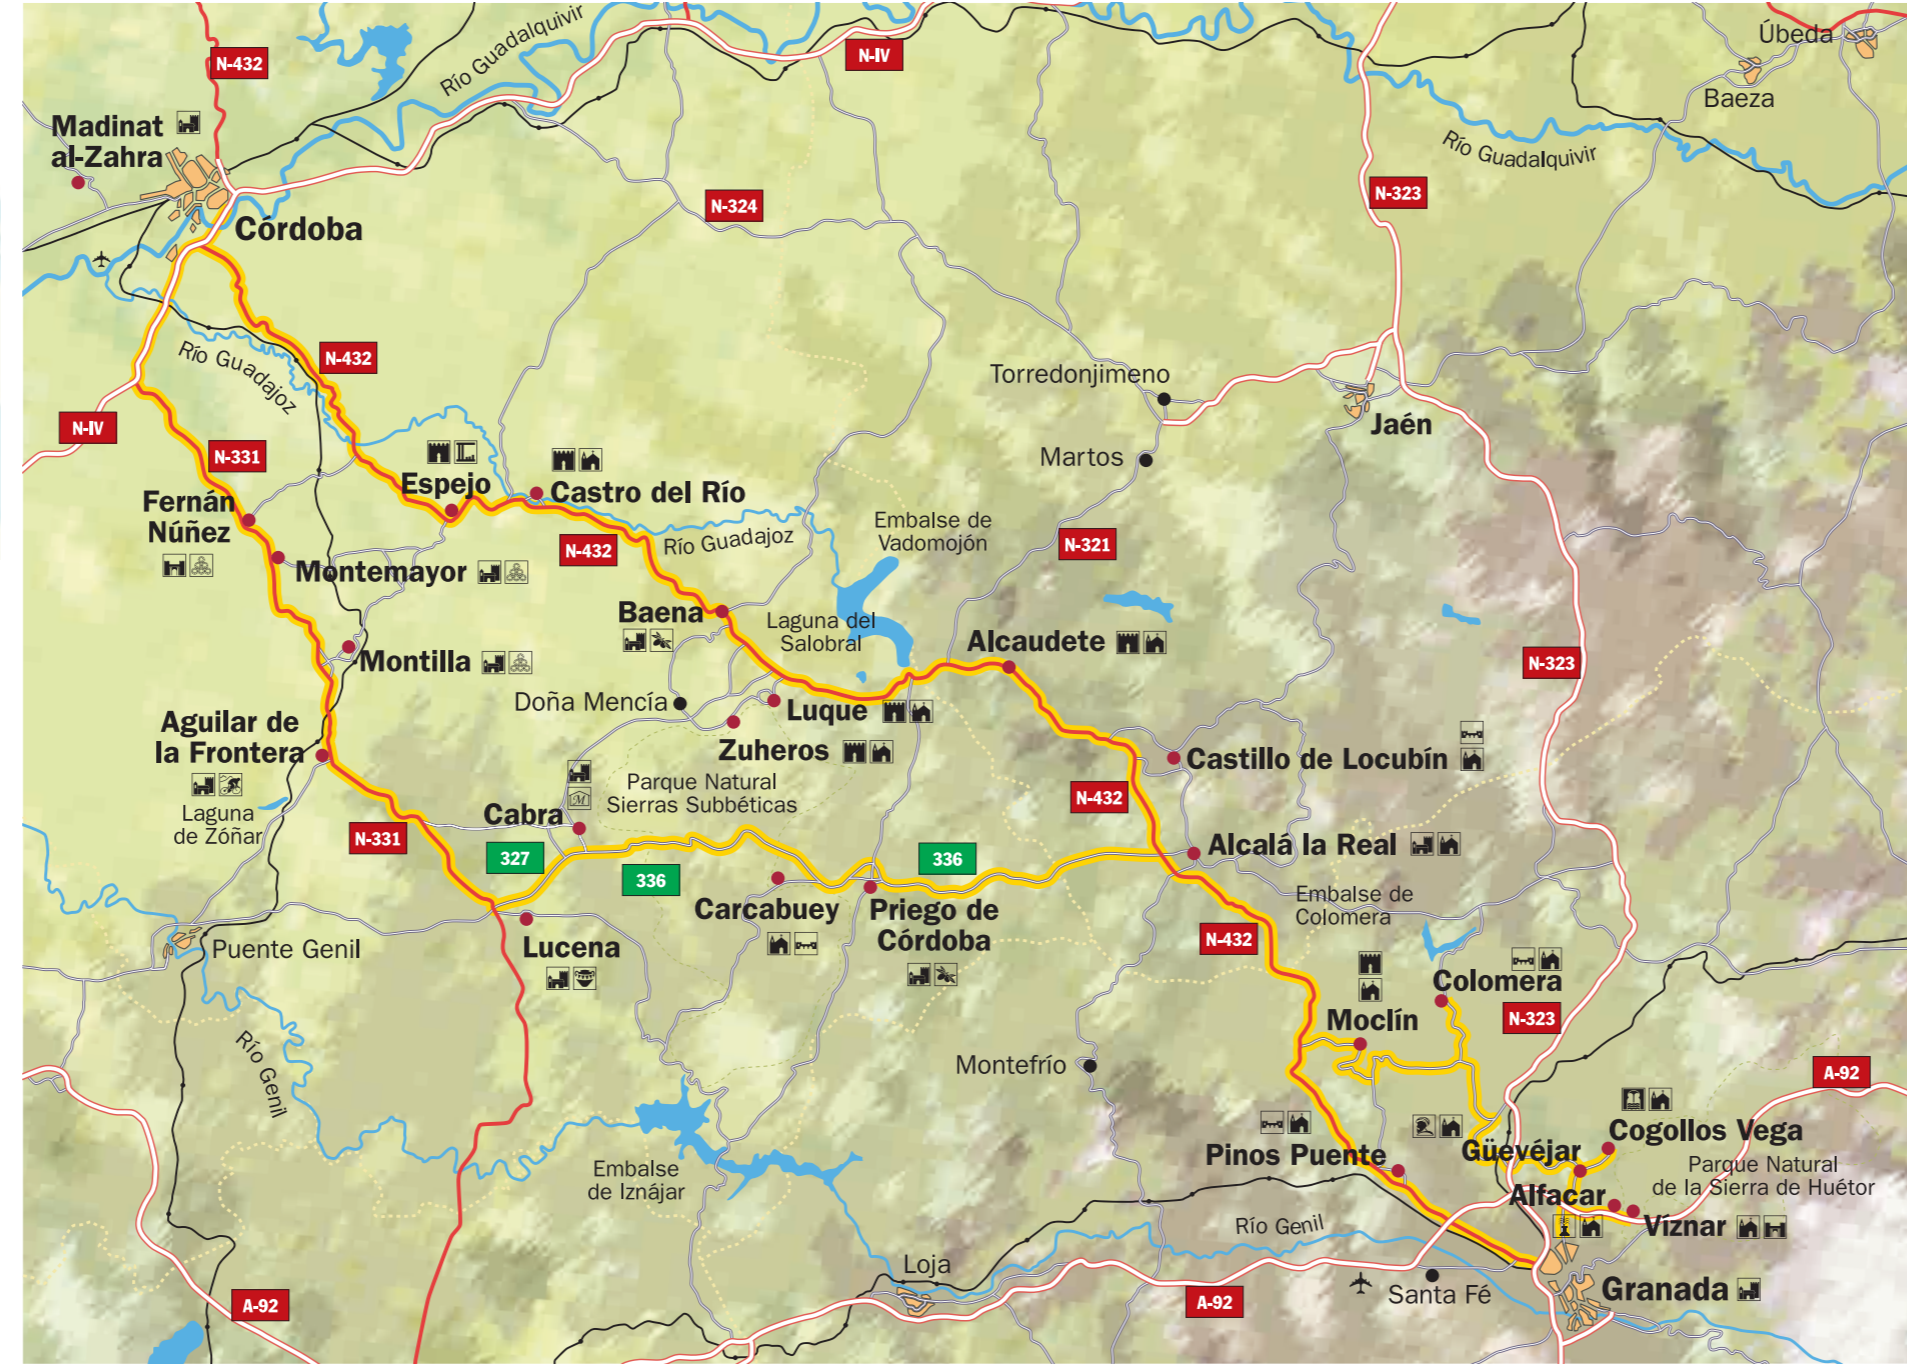 Río Guadalquivir
N-IV
Úbeda
N-432
Baeza
Madinat
al-Zahra
Río Guadalquivir
N-324
N-323
Córdoba
Río Guadajoz
N-432
Torredonjimeno
N-IV
Jaén
N-331
Martos
Espejo
Castro del Río
Fernán
Núñez
Embalse de
Vadomojón
N-432
Río Guadajoz
N-321
Montemayor
Baena
Laguna del
Salobral
Alcaudete
Montilla
N-323
Doña Mencía
Luque
Aguilar de
la Frontera
Zuheros
Castillo de Locubín
Parque Natural
Sierras Subbéticas
N-432
M
Laguna
de Zóñar
Cabra
N-331
327
336
336
Alcalá la Real
Embalse de
Colomera
Carcabuey
Priego de
Córdoba
N-432
Puente Genil
Lucena
Colomera
Moclín
N-323
Río Genil
Montefrío
A-92
Cogollos Vega
Pinos Puente
Güevéjar
Parque Natural
de la Sierra de Huétor
Embalse
de Iznájar
Alfacar
Víznar
Río Genil
Loja
Santa Fé
Granada
A-92
A-92